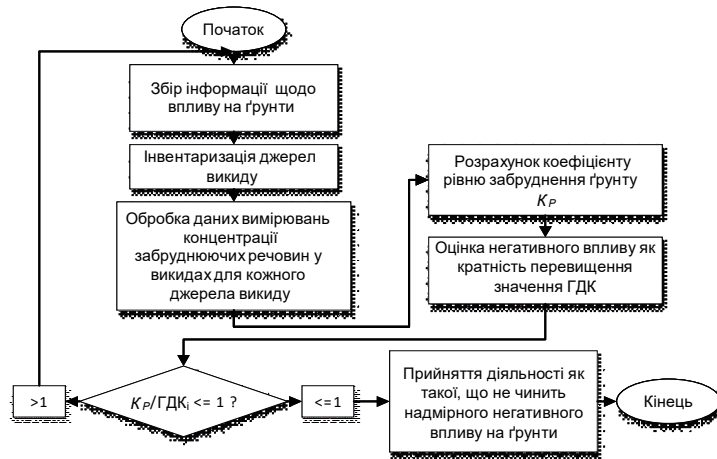 Початок
Збір інформації щодо
впливу на ґрунти
Інвентаризація джерел
викиду
Обробка даних вимірювань
концентрації
забруднюючих речовин у
викидах для кожного
джерела викиду
Розрахунок коефіцієнту
рівню забруднення ґрунту
KP
Оцінка негативного впливу як
кратність перевищення
значення ГДК
>1
KP/ГДКі <= 1 ?
<=1
Прийняття діяльності як
такої, що не чинить
надмірного негативного
впливу на ґрунти
Кінець